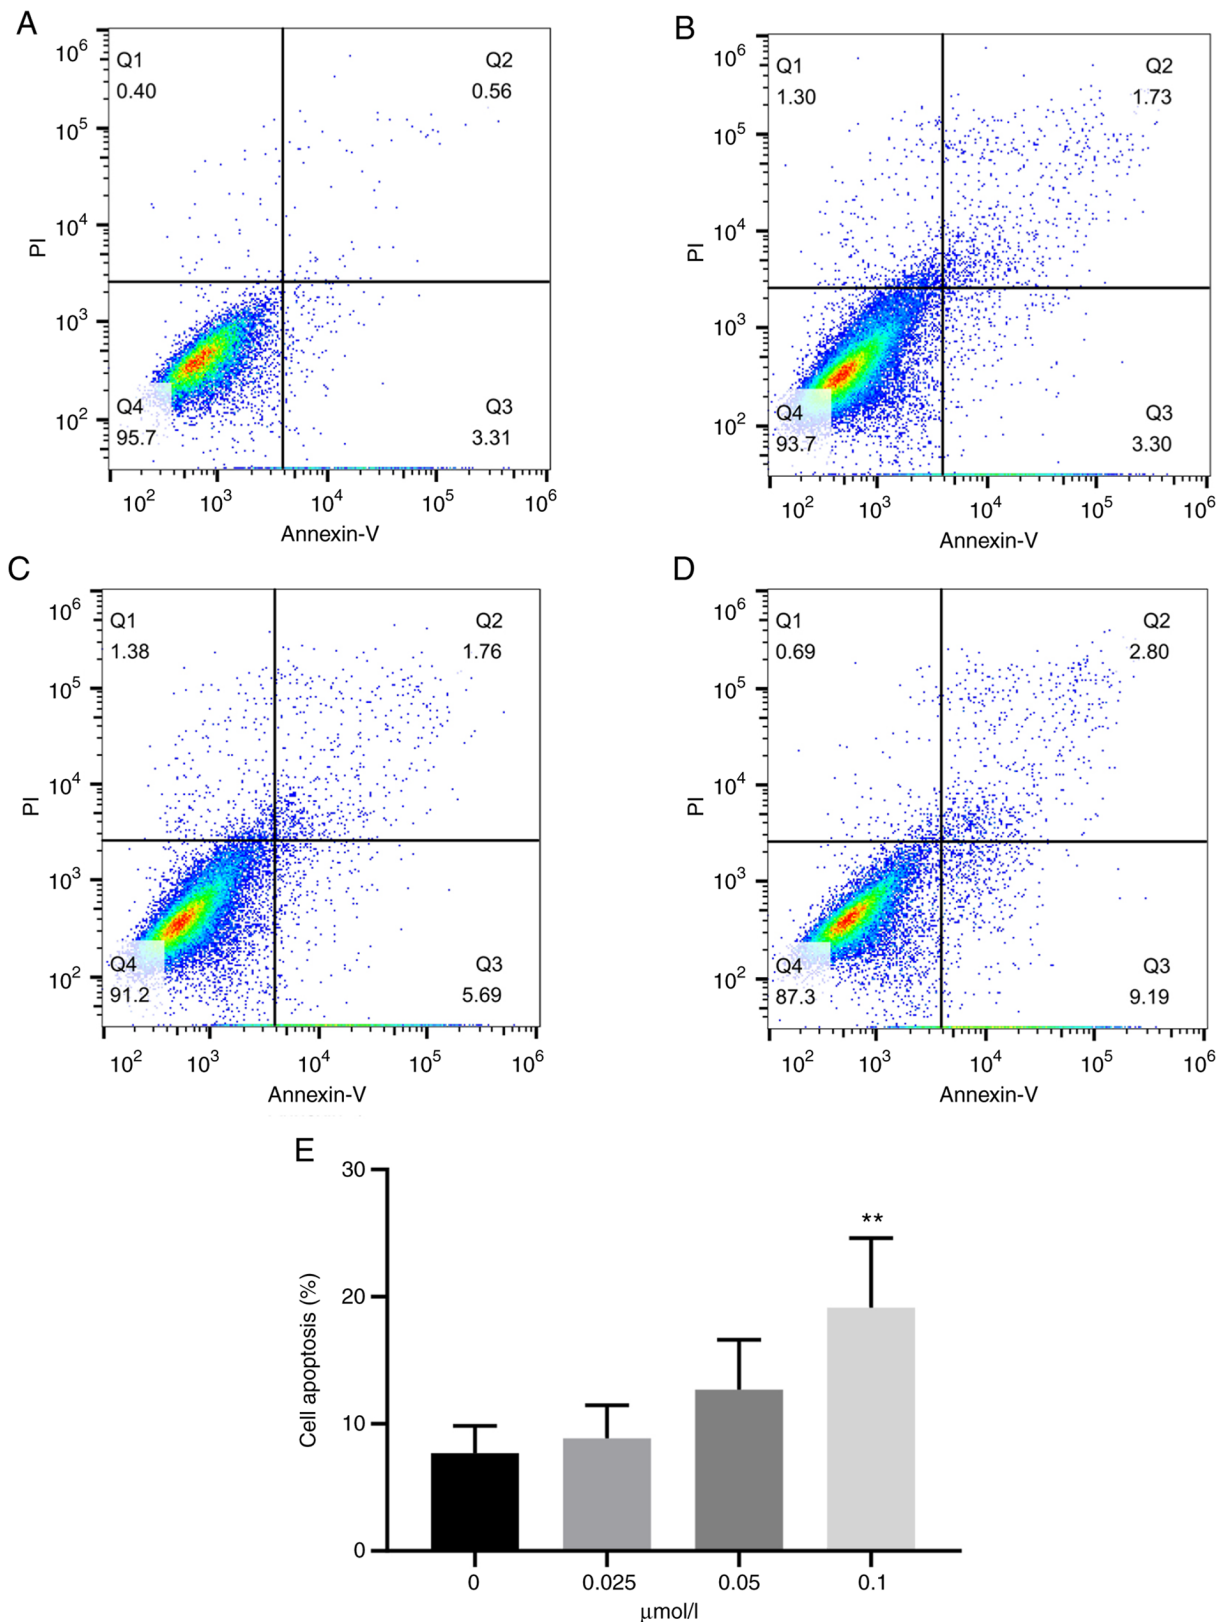 A
Q1
0.40
Q2
0.56
Q4
95.7
Q3
3.31
10^6
10^5
10^4
10^3
10^2
PI
10^2 10^3 10^4 10^5 10^6
Annexin-V
B
Q1
1.30
Q2
1.73
Q4
93.7
Q3
3.30
10^6
10^5
10^4
10^3
10^2
PI
10^2 10^3 10^4 10^5 10^6
Annexin-V
C
Q1
1.38
Q2
1.76
Q4
91.2
Q3
5.69
10^6
10^5
10^4
10^3
10^2
PI
10^2 10^3 10^4 10^5 10^6
Annexin-V
D
Q1
0.69
Q2
2.80
Q4
87.3
Q3
9.19
10^6
10^5
10^4
10^3
10^2
PI
10^2 10^3 10^4 10^5 10^6
Annexin-V
E
30
20
10
0
Cell apoptosis (%)
**
0 0.025 0.05 0.1
μmol/l